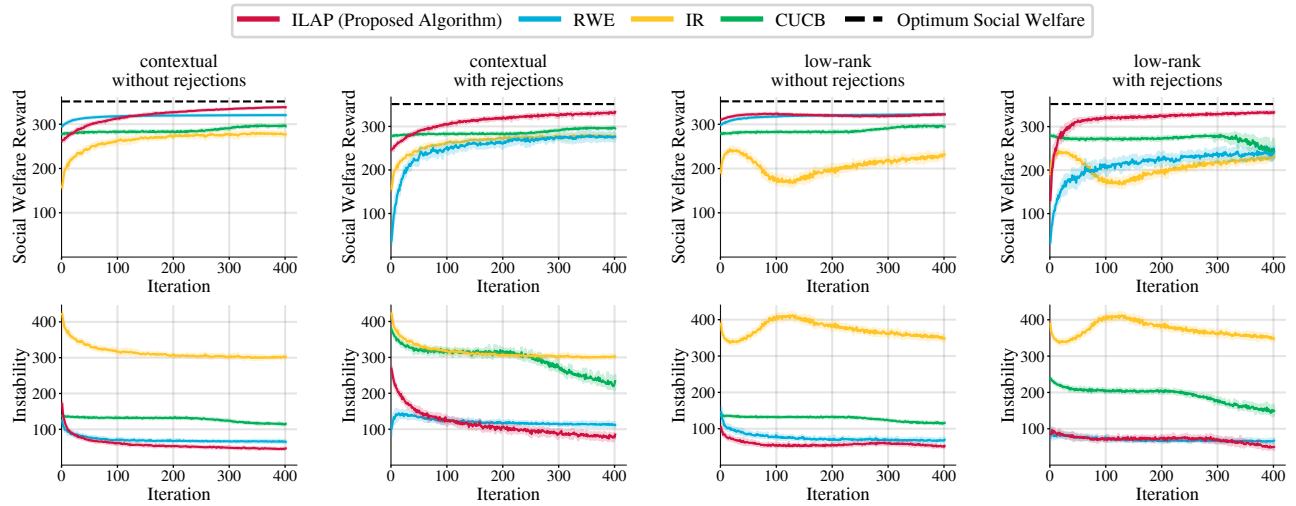 ILAP (Proposed Algorithm) RWE IR CUCB Optimum Social Welfare
contextual
without rejections
contextual
with rejections
low-rank
without rejections
low-rank
with rejections
Social Welfare Reward
300
200
100
0 100 200 300 400
Iteration
Social Welfare Reward
300
200
100
0 100 200 300 400
Iteration
Social Welfare Reward
300
200
100
0 100 200 300 400
Iteration
Social Welfare Reward
300
200
100
0 100 200 300 400
Iteration
Instability
400
300
200
100
0 100 200 300 400
Iteration
Instability
400
300
200
100
0 100 200 300 400
Iteration
Instability
400
300
200
100
0 100 200 300 400
Iteration
Instability
400
300
200
100
0 100 200 300 400
Iteration